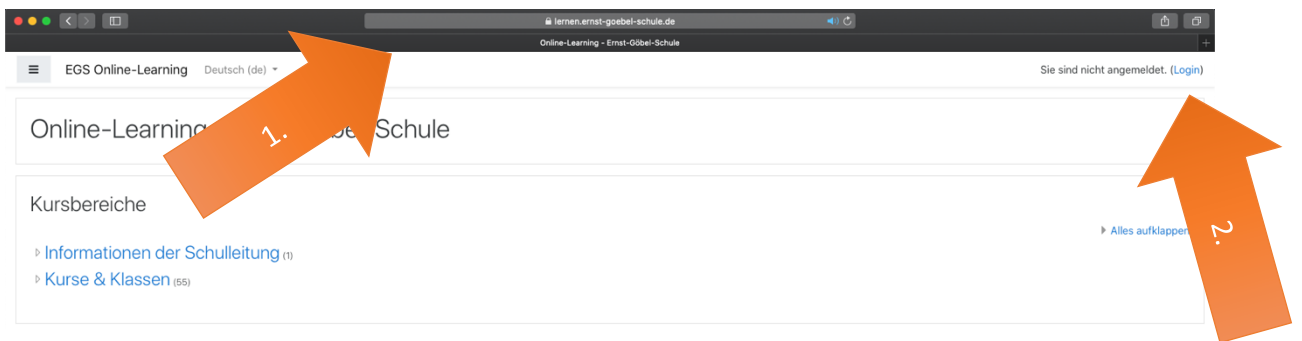 lernen.ernst-goebel-schule.de
Online-Learning - Ernst-Göbel-Schule
EGS Online-Learning Deutsch (de)
Sie sind nicht angemeldet. (Login)
Online-Learning Schule
1.
Kursbereiche
Alles aufklappen
2.
Informationen der Schulleitung (1)
Kurse & Klassen (55)